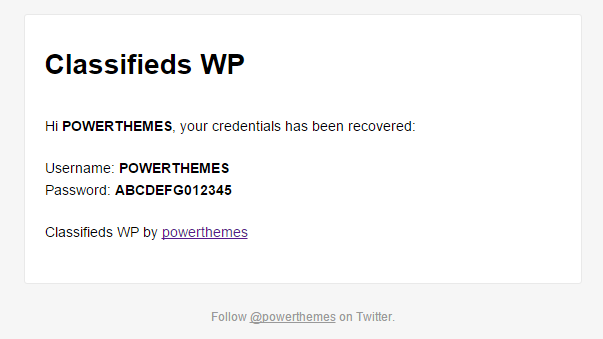 Classifieds WP
Hi POWERTHEMES, your credentials has been recovered:
Username: POWERTHEMES
Password: ABCDEFG012345
Classifieds WP by powerthemes
Follow @powerthemes on Twitter.